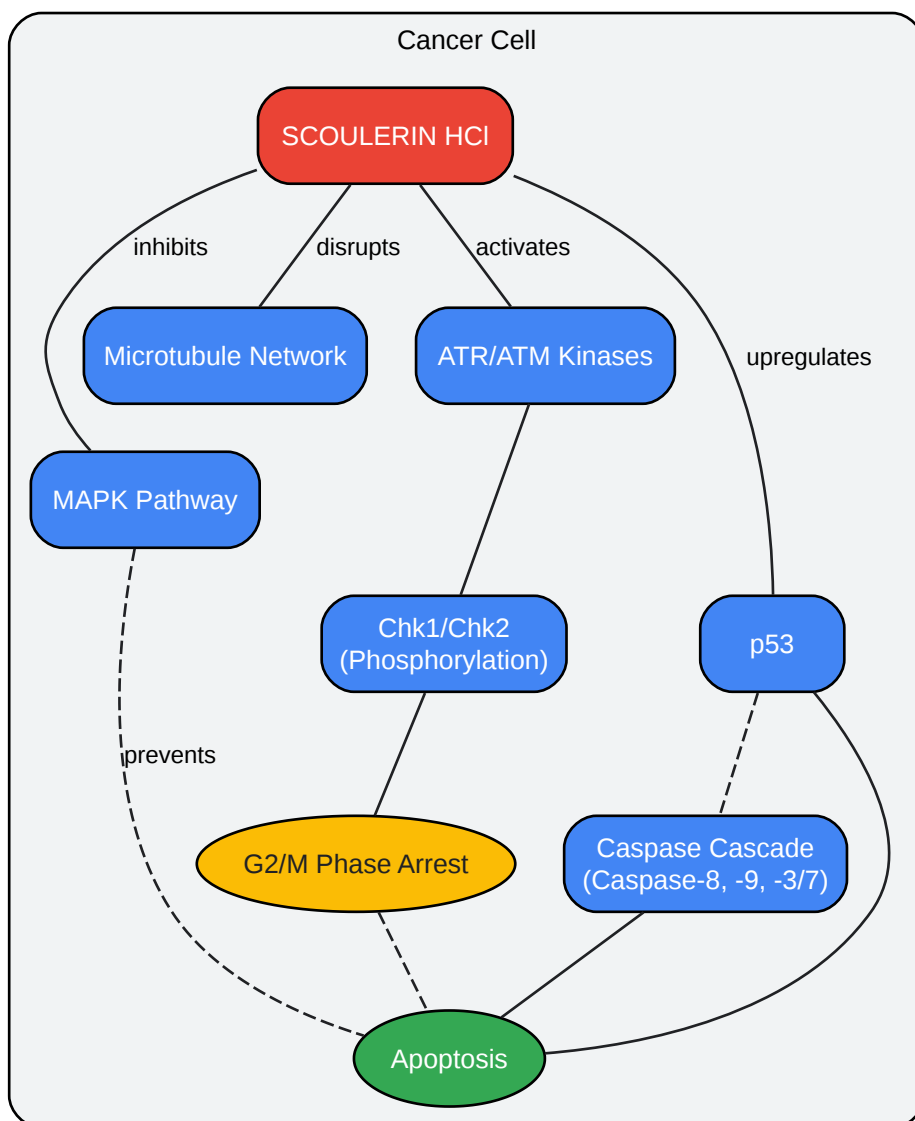 Cancer Cell
SCOULERIN HCl
inhibits
disrupts
activates
Microtubule Network
ATR/ATM Kinases
upregulates
MAPK Pathway
Chk1/Chk2
(Phosphorylation)
p53
prevents
G2/M Phase Arrest
Caspase Cascade
(Caspase-8, -9, -3/7)
Apoptosis